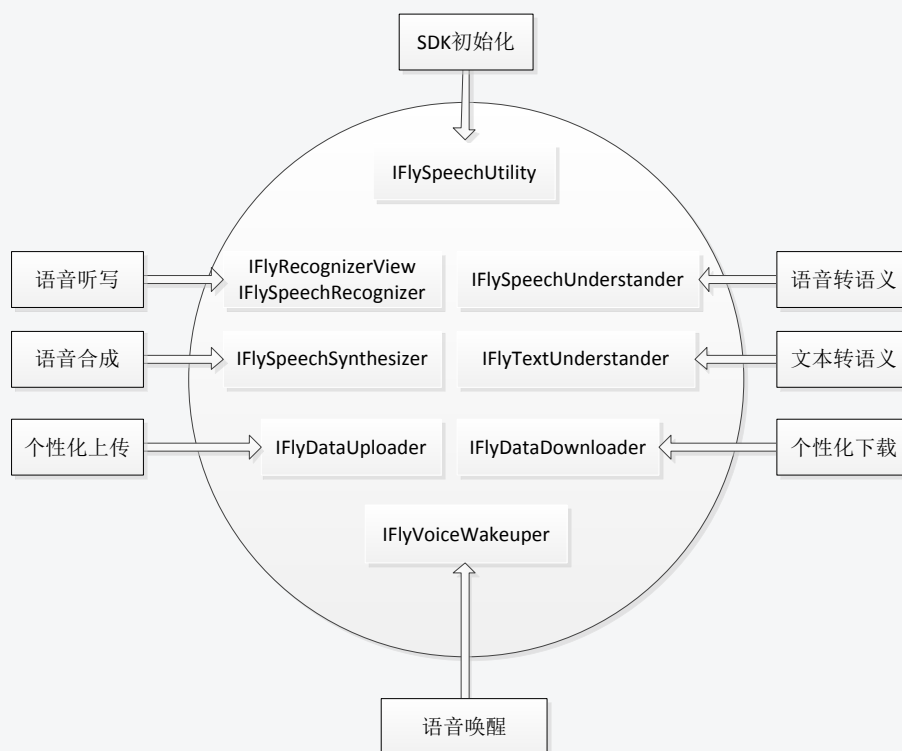 SDK初始化
IFlySpeechUtility
语音听写
IFlyRecognizerView
IFlySpeechRecognizer
IFlySpeechUnderstander
语音转语义
语音合成
IFlySpeechSynthesizer
IFlyTextUnderstander
文本转语义
个性化上传
IFlyDataUploader
IFlyDataDownloader
个性化下载
IFlyVoiceWakeuper
语音唤醒